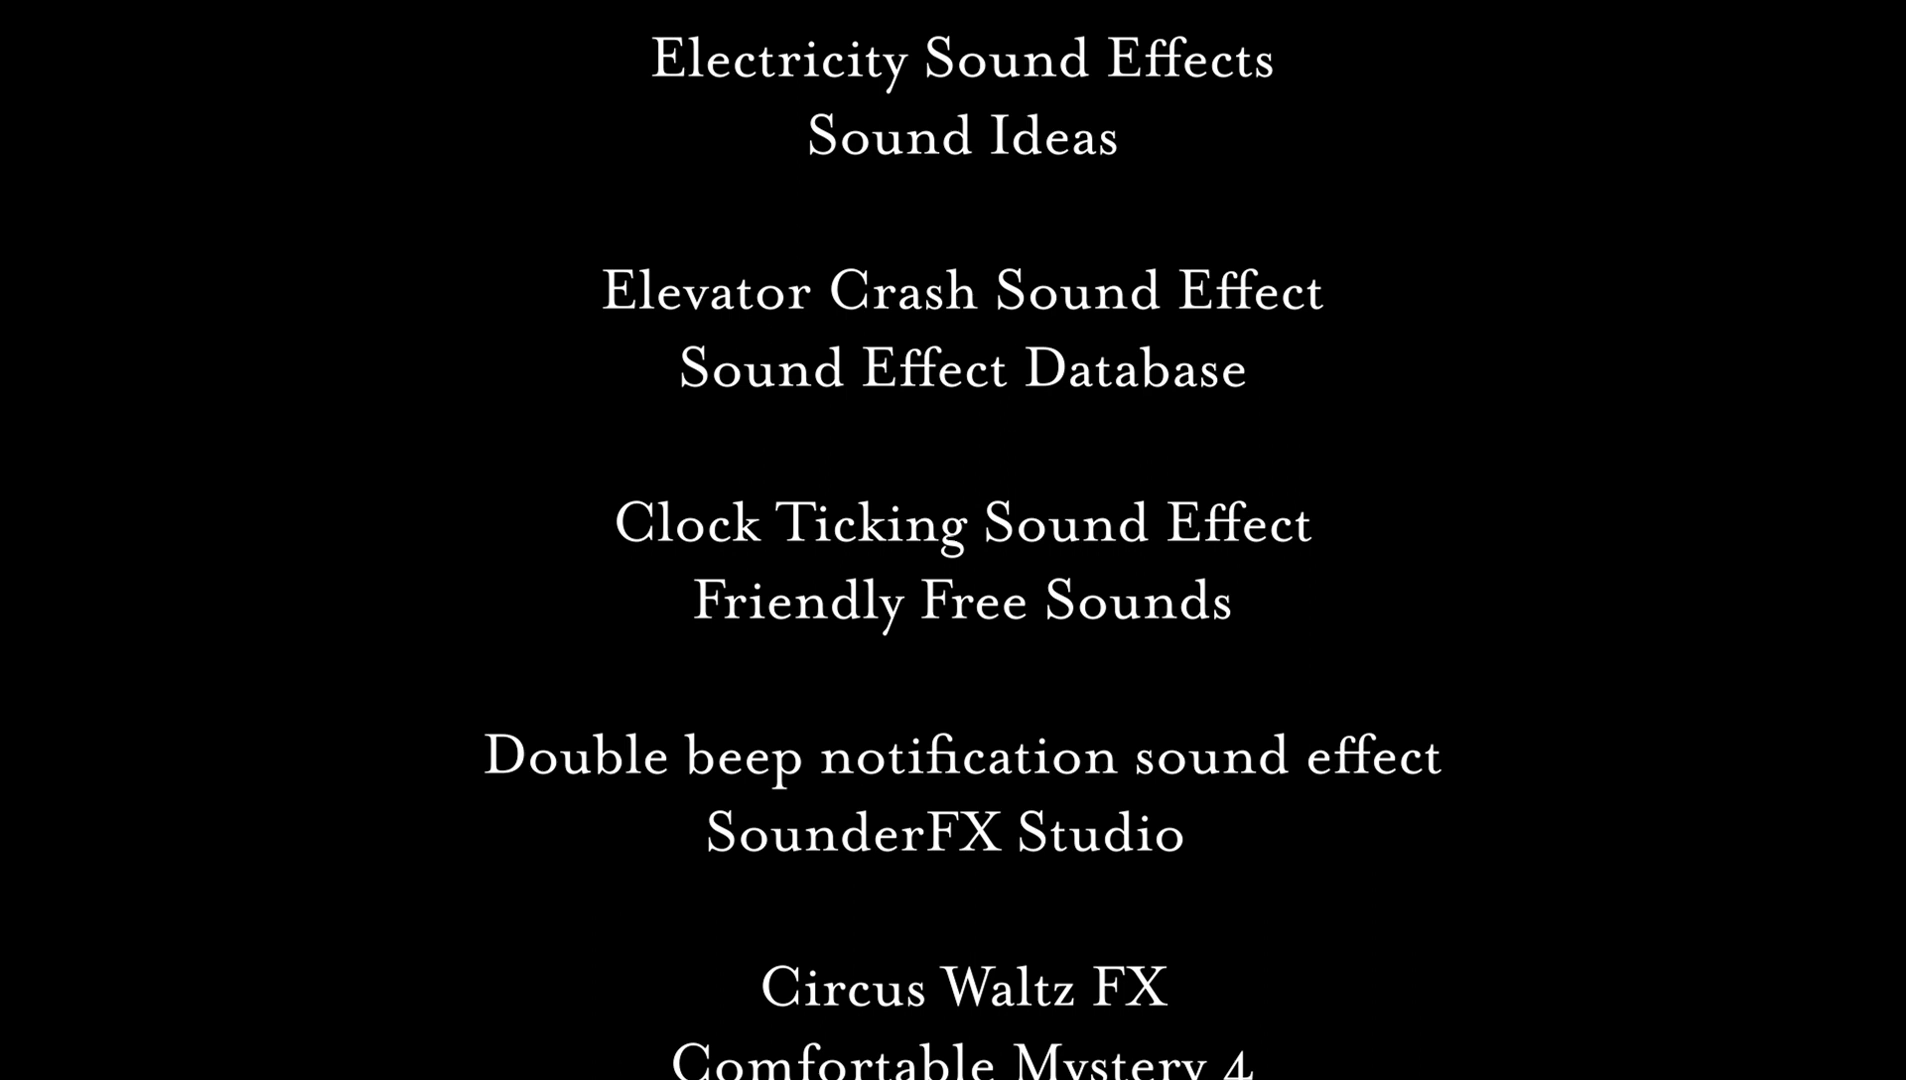 Electricity Sound Effects
Sound Ideas
Elevator Crash Sound Effect
Sound Effect Database
Clock Ticking Sound Effect
Friendly Free Sounds
Double beep notification sound effect
SounderFX Studio
Circus Waltz FX
Comfortable Mystery 4